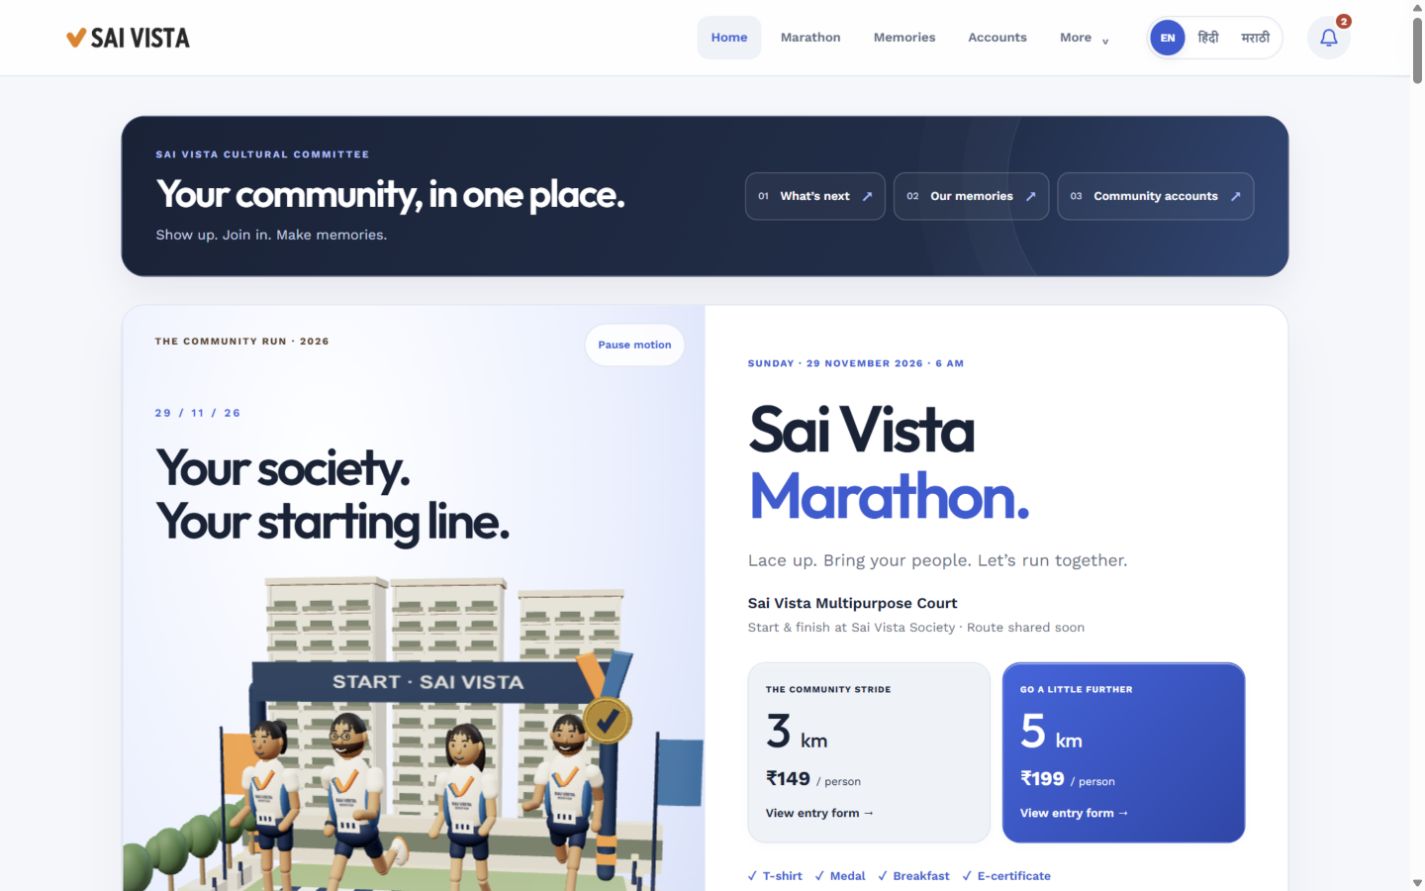 SAI VISTA
Home Marathon Memories Accounts More EN हिंदी मराठी 2
SAI VISTA CULTURAL COMMITTEE
Your community, in one place.
Show up. Join in. Make memories.
01 What's next ↗ 02 Our memories ↗ 03 Community accounts ↗
THE COMMUNITY RUN · 2026
Pause motion
29 / 11 / 26
Your society.
Your starting line.
START · SAI VISTA
SUNDAY · 29 NOVEMBER 2026 · 6 AM
Sai Vista
Marathon.
Lace up. Bring your people. Let’s run together.
Sai Vista Multipurpose Court
Start & finish at Sai Vista Society · Route shared soon
THE COMMUNITY STRIDE
3 km
₹149 / person
View entry form →
GO A LITTLE FURTHER
5 km
₹199 / person
View entry form →
✓ T-shirt ✓ Medal ✓ Breakfast ✓ E-certificate